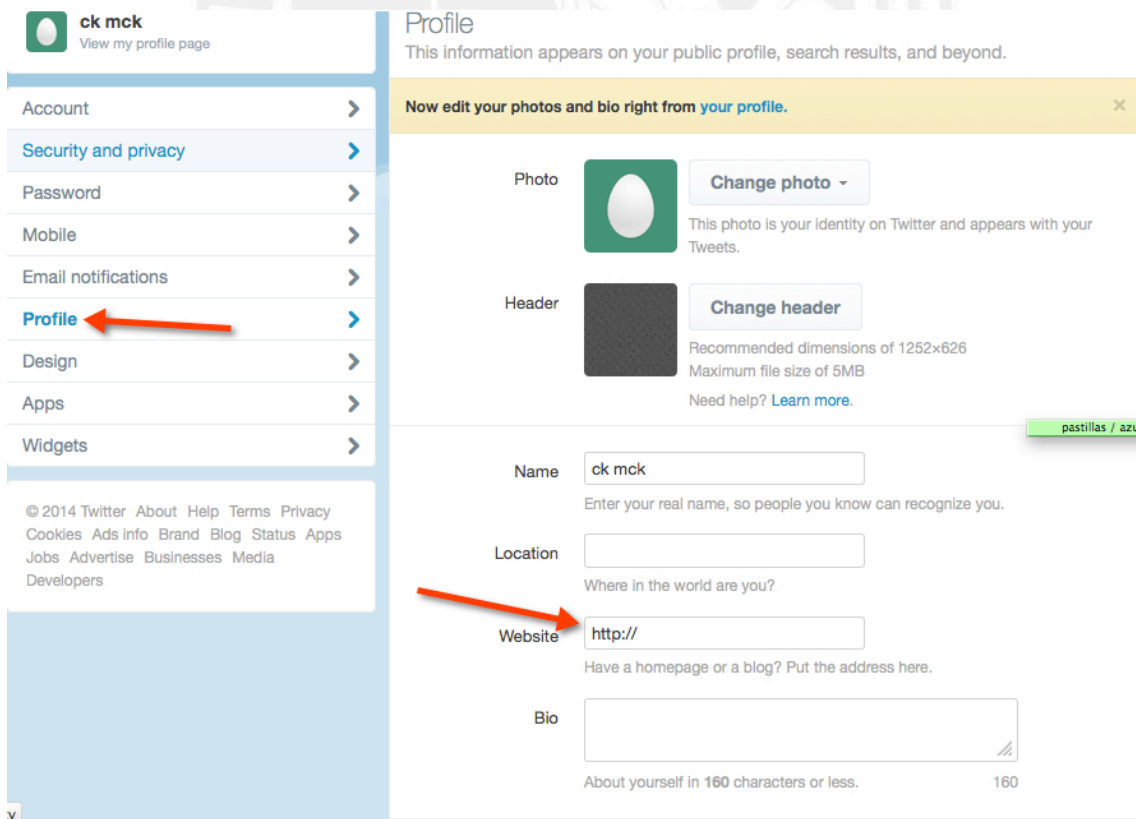 ck mck
View my profile page
Account
Security and privacy
Password
Mobile
Email notifications
Profile
Design
Apps
Widgets
© 2014 Twitter About Help Terms Privacy
Cookies Ads info Brand Blog Status Apps
Jobs Advertise Businesses Media
Developers
Profile
This information appears on your public profile, search results, and beyond.
Now edit your photos and bio right from your profile.
×
Photo
Change photo
This photo is your identity on Twitter and appears with your
Tweets.
Header
Change header
Recommended dimensions of 1252×626
Maximum file size of 5MB
Need help? Learn more.
pastillas / azu
Name
ck mck
Enter your real name, so people you know can recognize you.
Location
Where in the world are you?
Website
http://
Have a homepage or a blog? Put the address here.
Bio
About yourself in 160 characters or less.
160